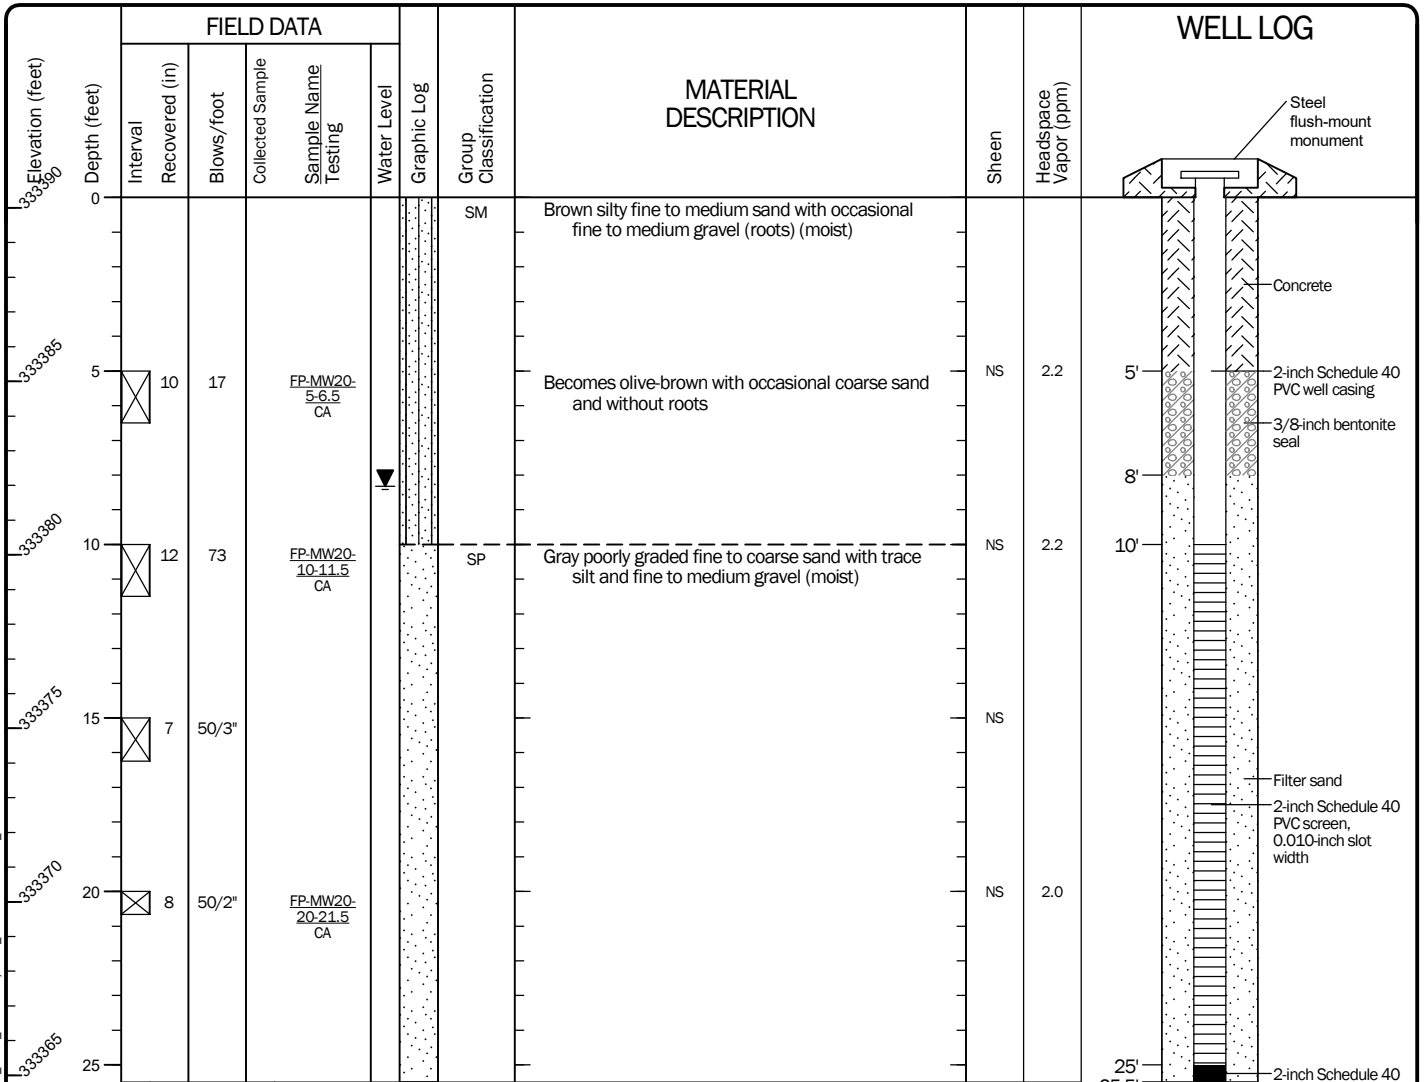 FIELD DATA
WELL LOG
Elevation (feet)
Depth (feet)
Interval
Recovered (in)
Blows/foot
Collected Sample
Sample Name
Testing
Water Level
Graphic Log
Group
Classification
MATERIAL
DESCRIPTION
Sheen
Headspace
Vapor (ppm)
Steel
flush-mount
monument
333390
0
SM
Brown silty fine to medium sand with occasional
fine to medium gravel (roots) (moist)
Concrete
333385
5
10
17
FP-MW20-
5-6.5
CA
Becomes olive-brown with occasional coarse sand
and without roots
NS
2.2
5'
2-inch Schedule 40
PVC well casing
3/8-inch bentonite
seal
8'
333380
10
12
73
FP-MW20-
10-11.5
CA
SP
Gray poorly graded fine to coarse sand with trace
silt and fine to medium gravel (moist)
NS
2.2
10'
333375
15
7
50/3"
NS
Filter sand
2-inch Schedule 40
PVC screen,
0.010-inch slot
width
333370
20
8
50/2"
FP-MW20-
20-21.5
CA
NS
2.0
333365
25
25'
2-inch Schedule 40